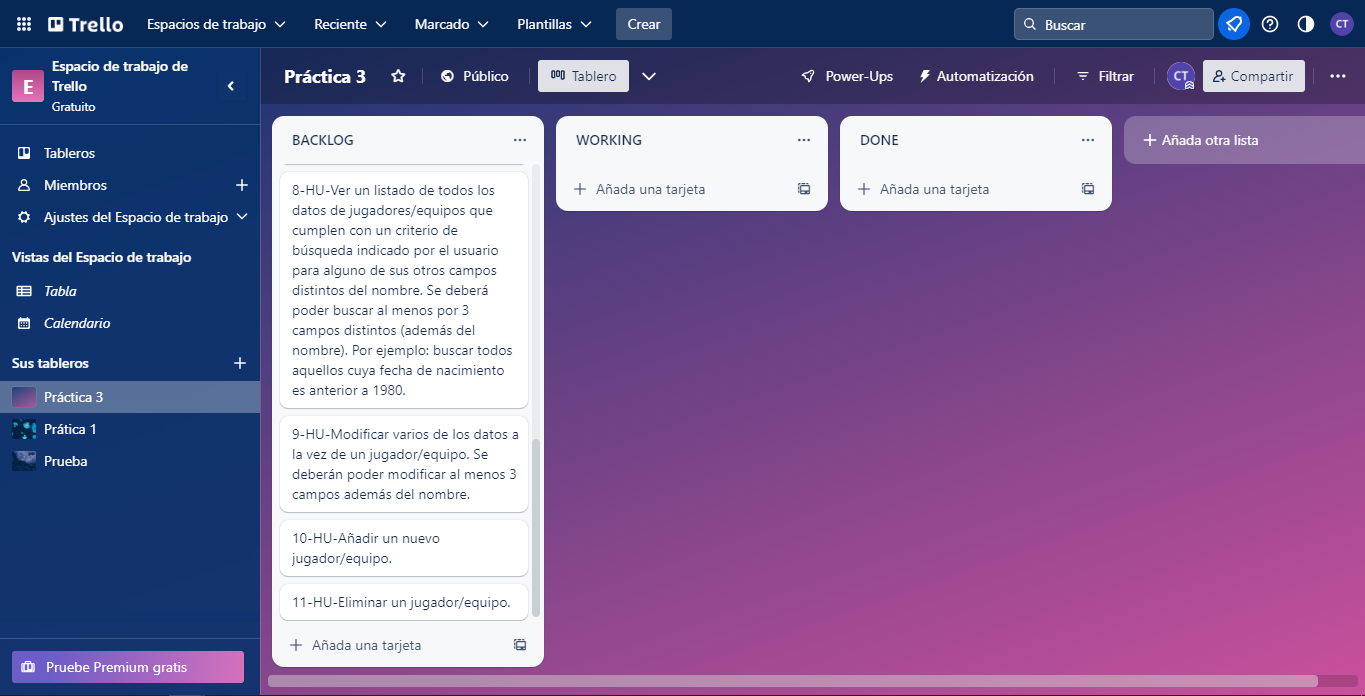 Trello
Espacios de trabajo
Reciente
Marcado
Plantillas
Crear
Buscar
CT
E
Espacio de trabajo de
Trello
Gratuito
Tableros
Miembros
Ajustes del Espacio de trabajo
Vistas del Espacio de trabajo
Tabla
Calendario
Sus tableros
Práctica 3
Prática 1
Prueba
Pruebe Premium gratis
Práctica 3
Público
Tablero
Power-Ups
Automatización
Filtrar
CT
Compartir
BACKLOG
8-HU-Ver un listado de todos los
datos de jugadores/equipos que
cumplen con un criterio de
búsqueda indicado por el usuario
para alguno de sus otros campos
distintos del nombre. Se deberá
poder buscar al menos por 3
campos distintos (además del
nombre). Por ejemplo: buscar todos
aquellos cuya fecha de nacimiento
es anterior a 1980.
9-HU-Modificar varios de los datos a
la vez de un jugador/equipo. Se
deberán poder modificar al menos 3
campos además del nombre.
10-HU-Añadir un nuevo
jugador/equipo.
11-HU-Eliminar un jugador/equipo.
Añada una tarjeta
WORKING
Añada una tarjeta
DONE
Añada una tarjeta
Añada otra lista